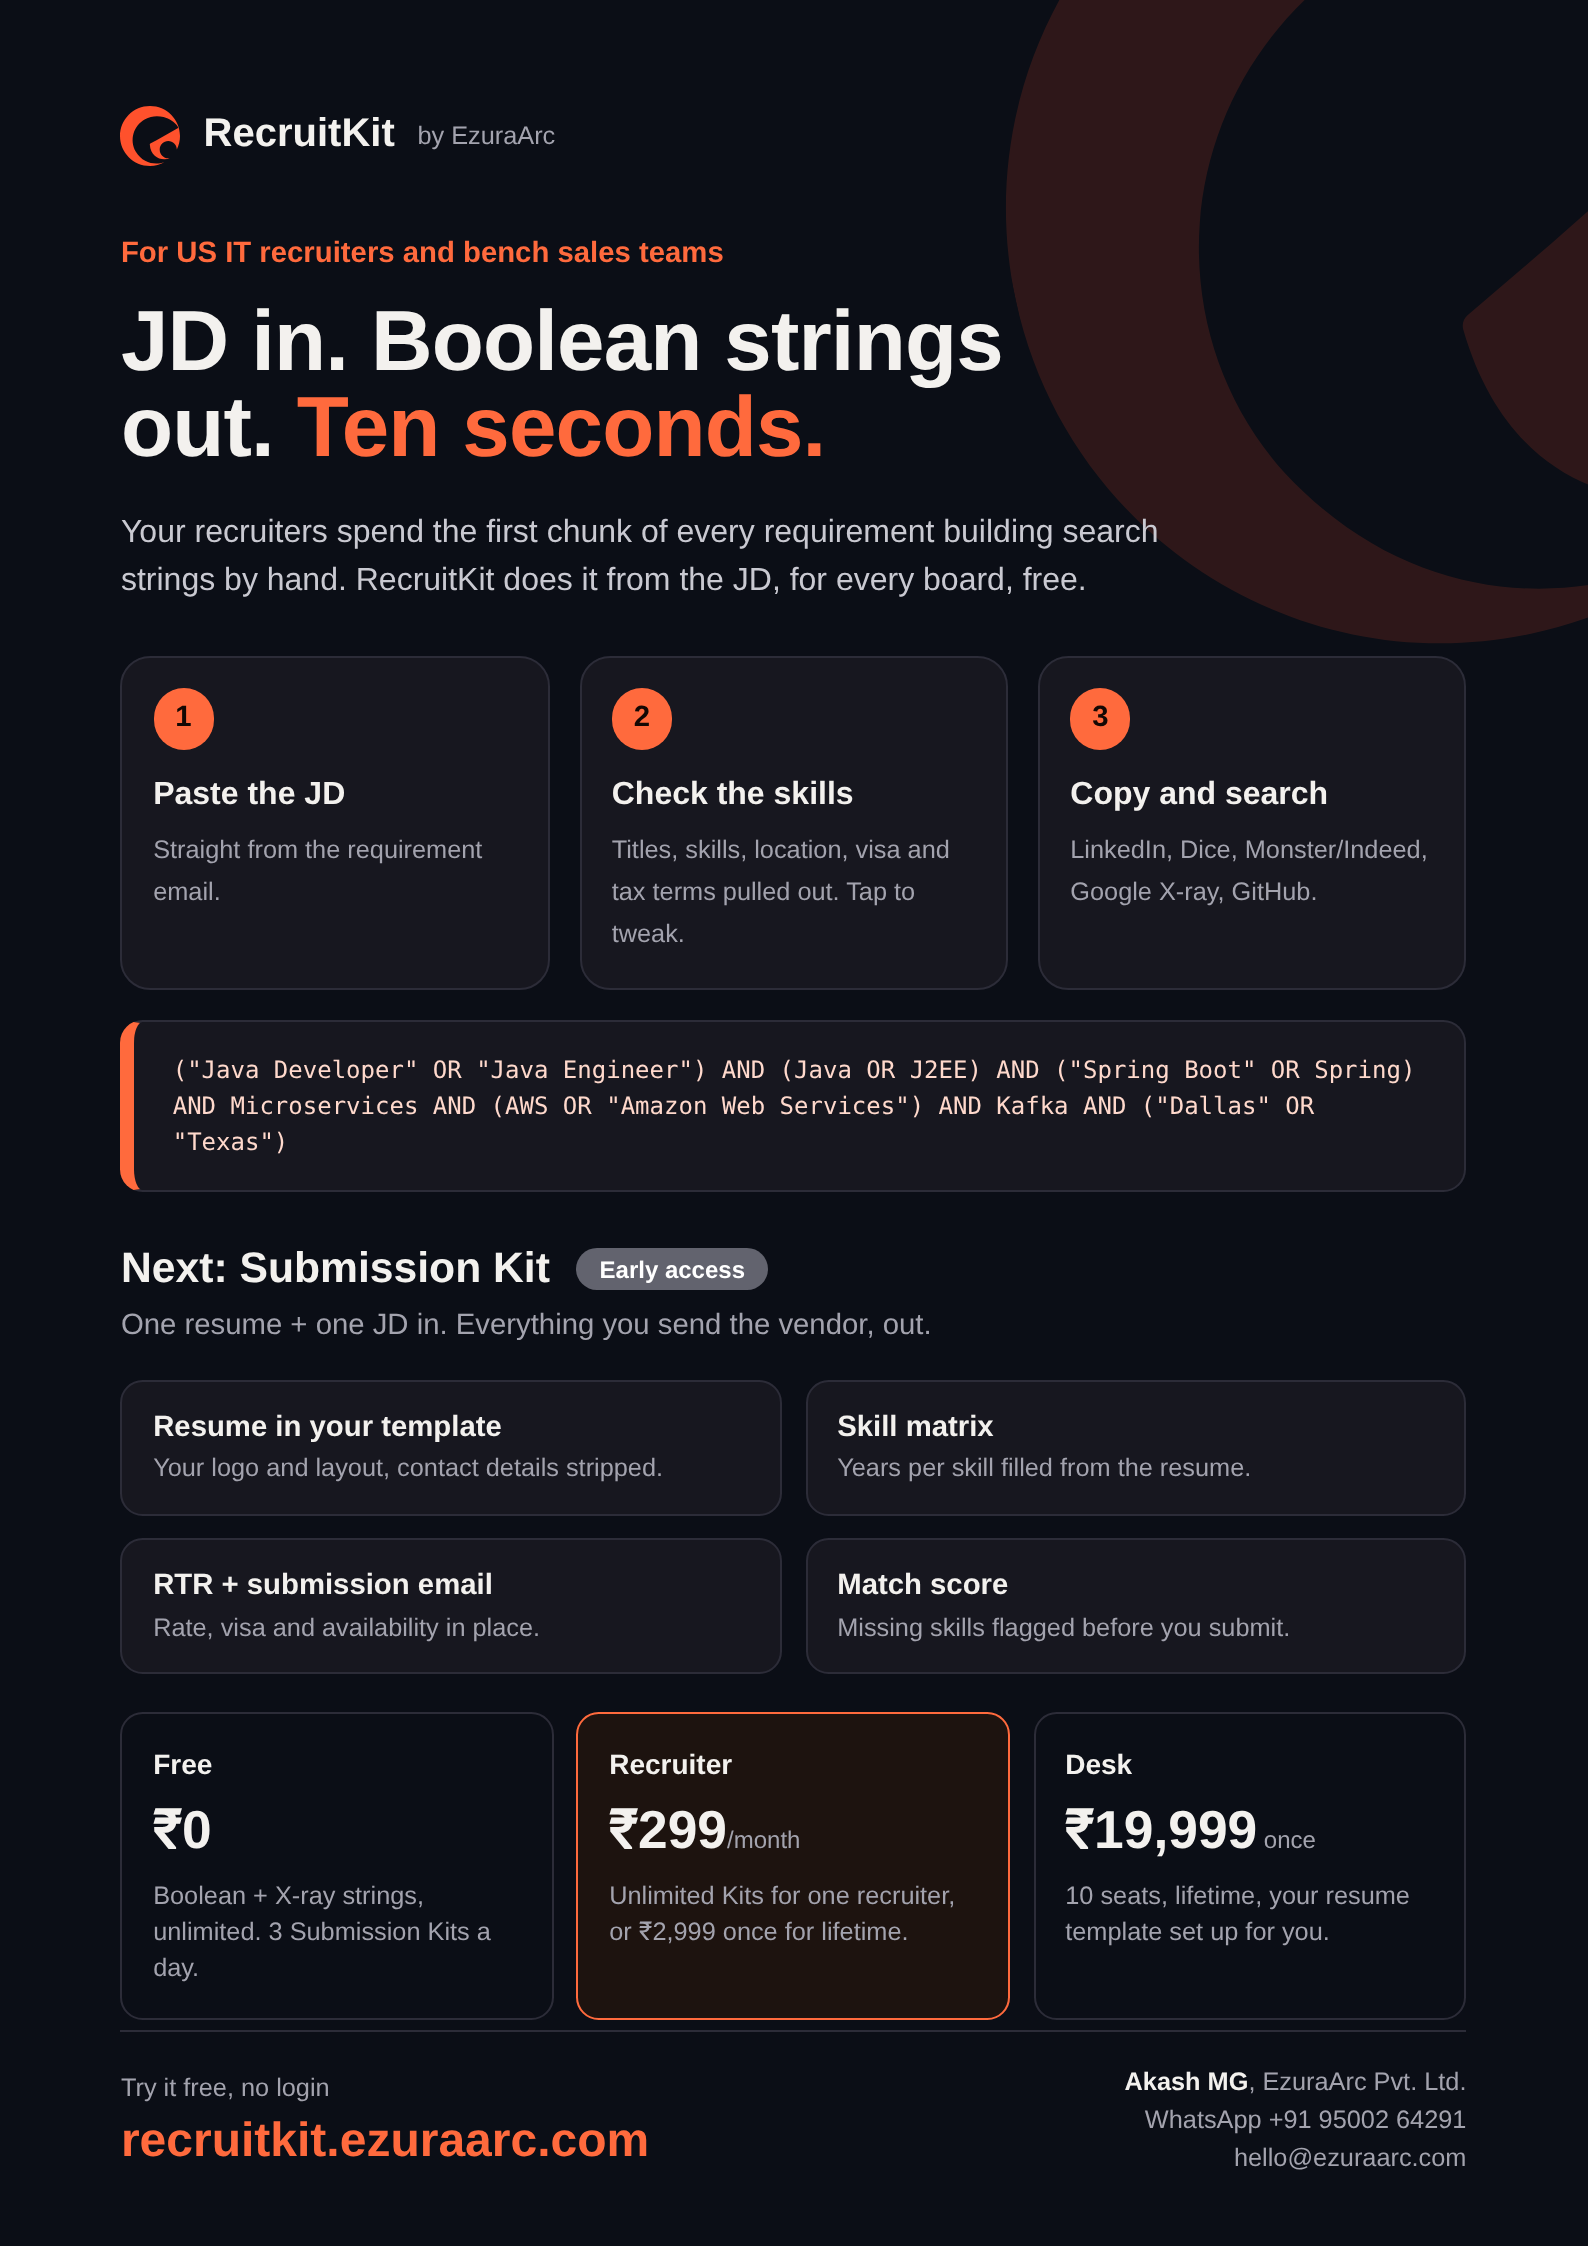 RecruitKit by EzuraArc
For US IT recruiters and bench sales teams
JD in. Boolean strings
out. Ten seconds.
Your recruiters spend the first chunk of every requirement building search
strings by hand. RecruitKit does it from the JD, for every board, free.
1
Paste the JD
Straight from the requirement
email.
2
Check the skills
Titles, skills, location, visa and
tax terms pulled out. Tap to
tweak.
3
Copy and search
LinkedIn, Dice, Monster/Indeed,
Google X-ray, GitHub.
("Java Developer" OR "Java Engineer") AND (Java OR J2EE) AND ("Spring Boot" OR Spring)
AND Microservices AND (AWS OR "Amazon Web Services") AND Kafka AND ("Dallas" OR
"Texas")
Next: Submission Kit Early access
One resume + one JD in. Everything you send the vendor, out.
Resume in your template
Your logo and layout, contact details stripped.
Skill matrix
Years per skill filled from the resume.
RTR + submission email
Rate, visa and availability in place.
Match score
Missing skills flagged before you submit.
Free
₹0
Boolean + X-ray strings,
unlimited. 3 Submission Kits a
day.
Recruiter
₹299/month
Unlimited Kits for one recruiter,
or ₹2,999 once for lifetime.
Desk
₹19,999 once
10 seats, lifetime, your resume
template set up for you.
Try it free, no login
recruitkit.ezuraarc.com
Akash MG, EzuraArc Pvt. Ltd.
WhatsApp +91 95002 64291
hello@ezuraarc.com